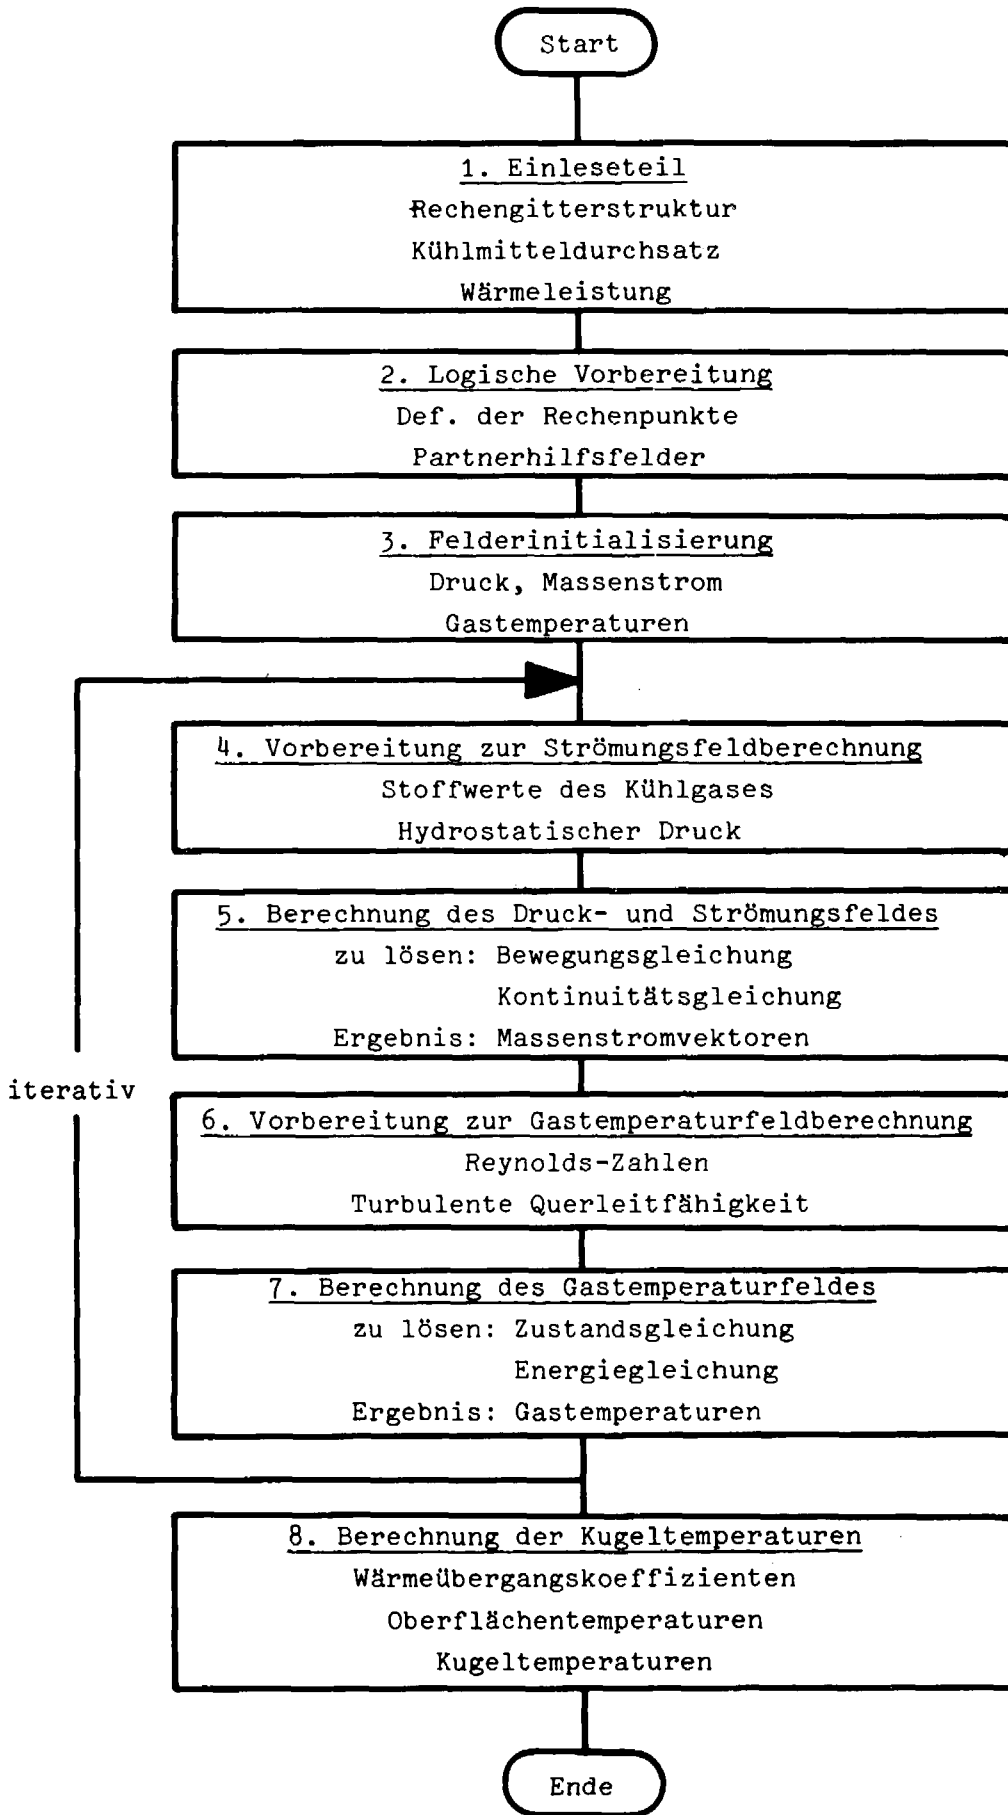 Start
1. Einleseteil
Rechengitterstruktur
Kühlmitteldurchsatz
Wärmeleistung
2. Logische Vorbereitung
Def. der Rechenpunkte
Partnerhilfsfelder
3. Felderinitialisierung
Druck, Massenstrom
Gastemperaturen
4. Vorbereitung zur Strömungsfeldberechnung
Stoffwerte des Kühlgases
Hydrostatischer Druck
5. Berechnung des Druck- und Strömungsfeldes
zu lösen: Bewegungsgleichung
Kontinuitätsgleichung
Ergebnis: Massenstromvektoren
iterativ
6. Vorbereitung zur Gastemperaturfeldberechnung
Reynolds-Zahlen
Turbulente Querleitfähigkeit
7. Berechnung des Gastemperaturfeldes
zu lösen: Zustandsgleichung
Energiegleichung
Ergebnis: Gastemperaturen
8. Berechnung der Kugeltemperaturen
Wärmeübergangskoeffizienten
Oberflächentemperaturen
Kugeltemperaturen
Ende